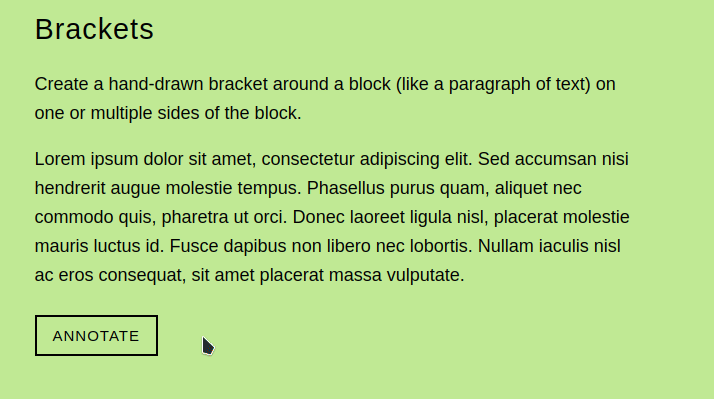 Brackets
Create a hand-drawn bracket around a block (like a paragraph of text) on
one or multiple sides of the block.
Lorem ipsum dolor sit amet, consectetur adipiscing elit. Sed accumsan nisi
hendrerit augue molestie tempus. Phasellus purus quam, aliquet nec
commodo quis, pharetra ut orci. Donec laoreet ligula nisl, placerat molestie
mauris luctus id. Fusce dapibus non libero nec lobortis. Nullam iaculis nisl
ac eros consequat, sit amet placerat massa vulputate.
ANNOTATE